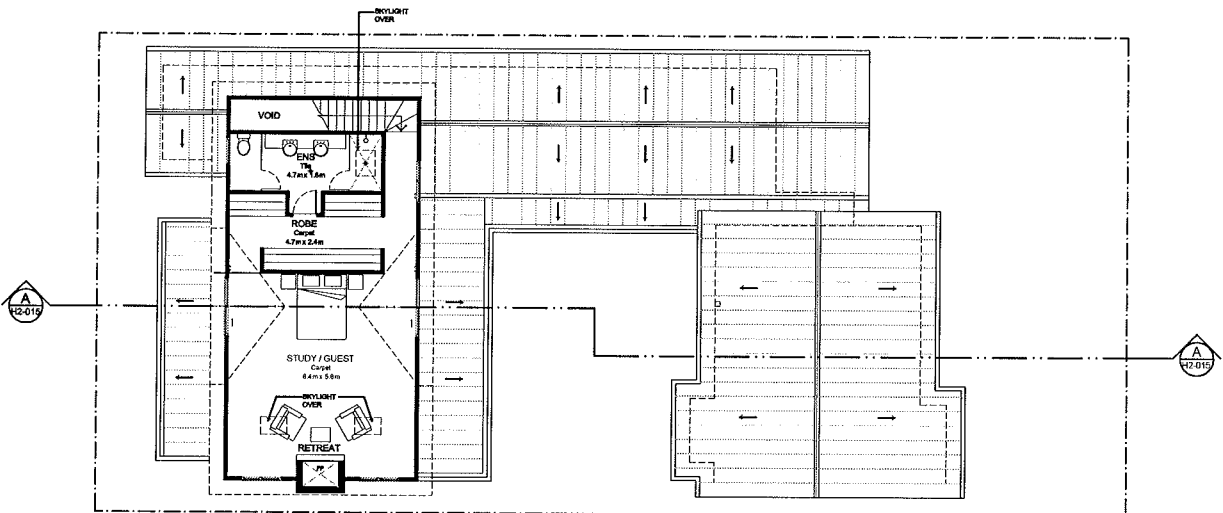 SKYLIGHT
OVER
VOID
ENS
Tile
4.7m x 1.8m
ROBE
Carpet
4.7m x 2.4m
A
H2-015
A
H2-015
STUDY / GUEST
Carpet
6.4m x 5.6m
SKYLIGHT
OVER
RETREAT
FP